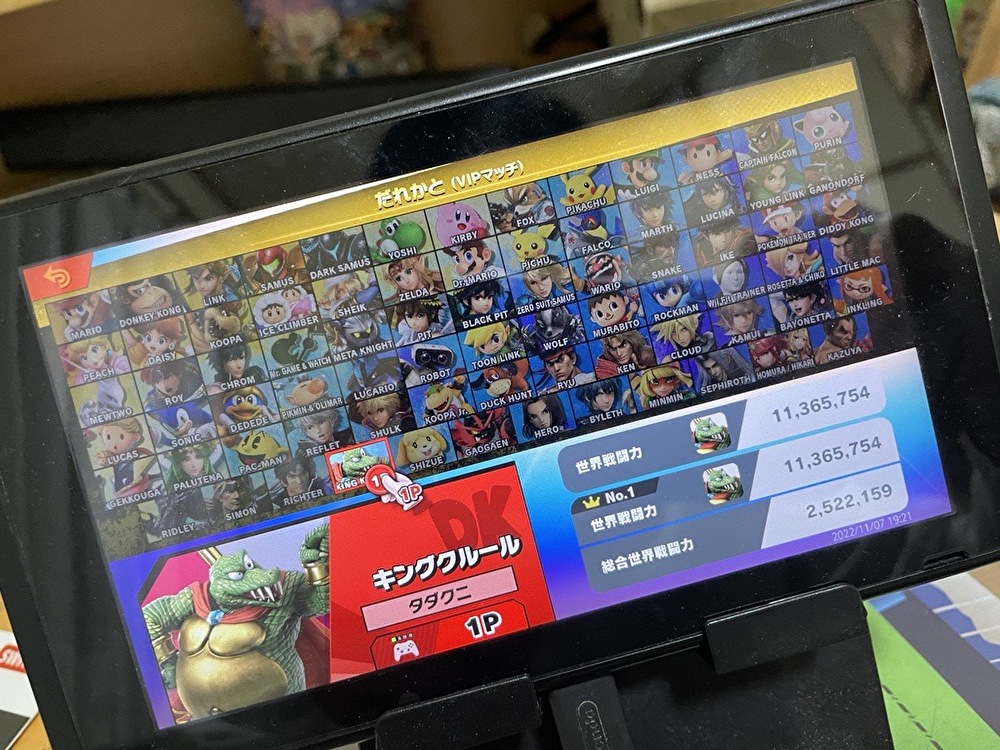 だれかと (VIPマッチ)
MARIO
DONKEY KONG
LINK
SAMUS
DARK SAMUS
YOSHI
KIRBY
FOX
PIKACHU
LUIGI
NESS
CAPTAIN FALCON
PURIN
PEACH
DAISY
KOOPA
ICE CLIMBER
SHEIK
ZELDA
Dr.MARIO
PICHU
FALCO
MARTH
LUCINA
YOUNG LINK
GANONDORF
MEWTWO
ROY
CHROM
Mr. GAME & WATCH
META KNIGHT
PIT
BLACK PIT
ZERO SUIT SAMUS
WARIO
SNAKE
IKE
POKÉMON TRAINER
DIDDY KONG
LUCAS
SONIC
DEDEDE
PIKMIN & OLIMAR
LUCARIO
ROBOT
TOON LINK
WOLF
MURABITO
ROCKMAN
Wii Fit TRAINER
ROSETTA & CHIKO
LITTLE MAC
GEKKOUGA
PALUTENA
PAC-MAN
REFLET
SHULK
KOOPA Jr.
DUCK HUNT
RYU
KEN
CLOUD
KAMUI
BAYONETTA
INKLING
RIDLEY
SIMON
RICHTER
KING K
SHIZUE
GAOGAEN
HERO
BYLETH
MINMIN
SEPHIROTH
HOMURA / HIKARI
KAZUYA
1P
DK
キングクルール
タダクニ
1P
世界戦闘力
11,365,754
No.1
世界戦闘力
11,365,754
総合世界戦闘力
2,522,159
2022/11/07 19:21